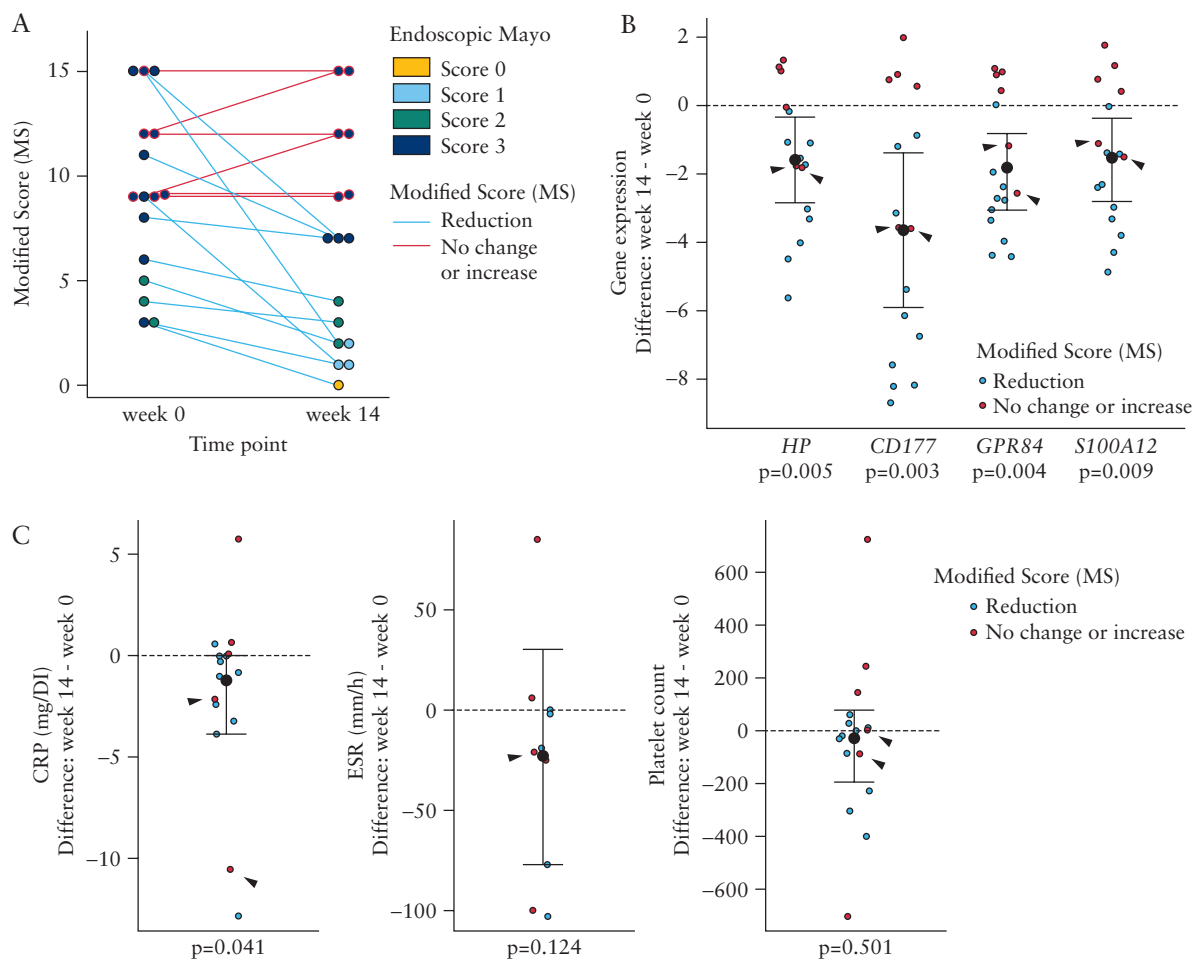 A
Modified Score (MS)
15
10
5
0
week 0
week 14
Time point
Endoscopic Mayo
Score 0
Score 1
Score 2
Score 3
Modified Score (MS)
Reduction
No change
or increase
B
Gene expression
Difference: week 14 - week 0
2
0
−2
−4
−6
−8
Modified Score (MS)
Reduction
No change or increase
HP
CD177
GPR84
S100A12
p=0.005
p=0.003
p=0.004
p=0.009
C
CRP (mg/DI)
Difference: week 14 - week 0
5
0
−5
−10
p=0.041
ESR (mm/h)
Difference: week 14 - week 0
50
0
−50
−100
p=0.124
Platelet count
Difference: week 14 - week 0
600
400
200
0
−200
−400
−600
p=0.501
Modified Score (MS)
Reduction
No change or increase